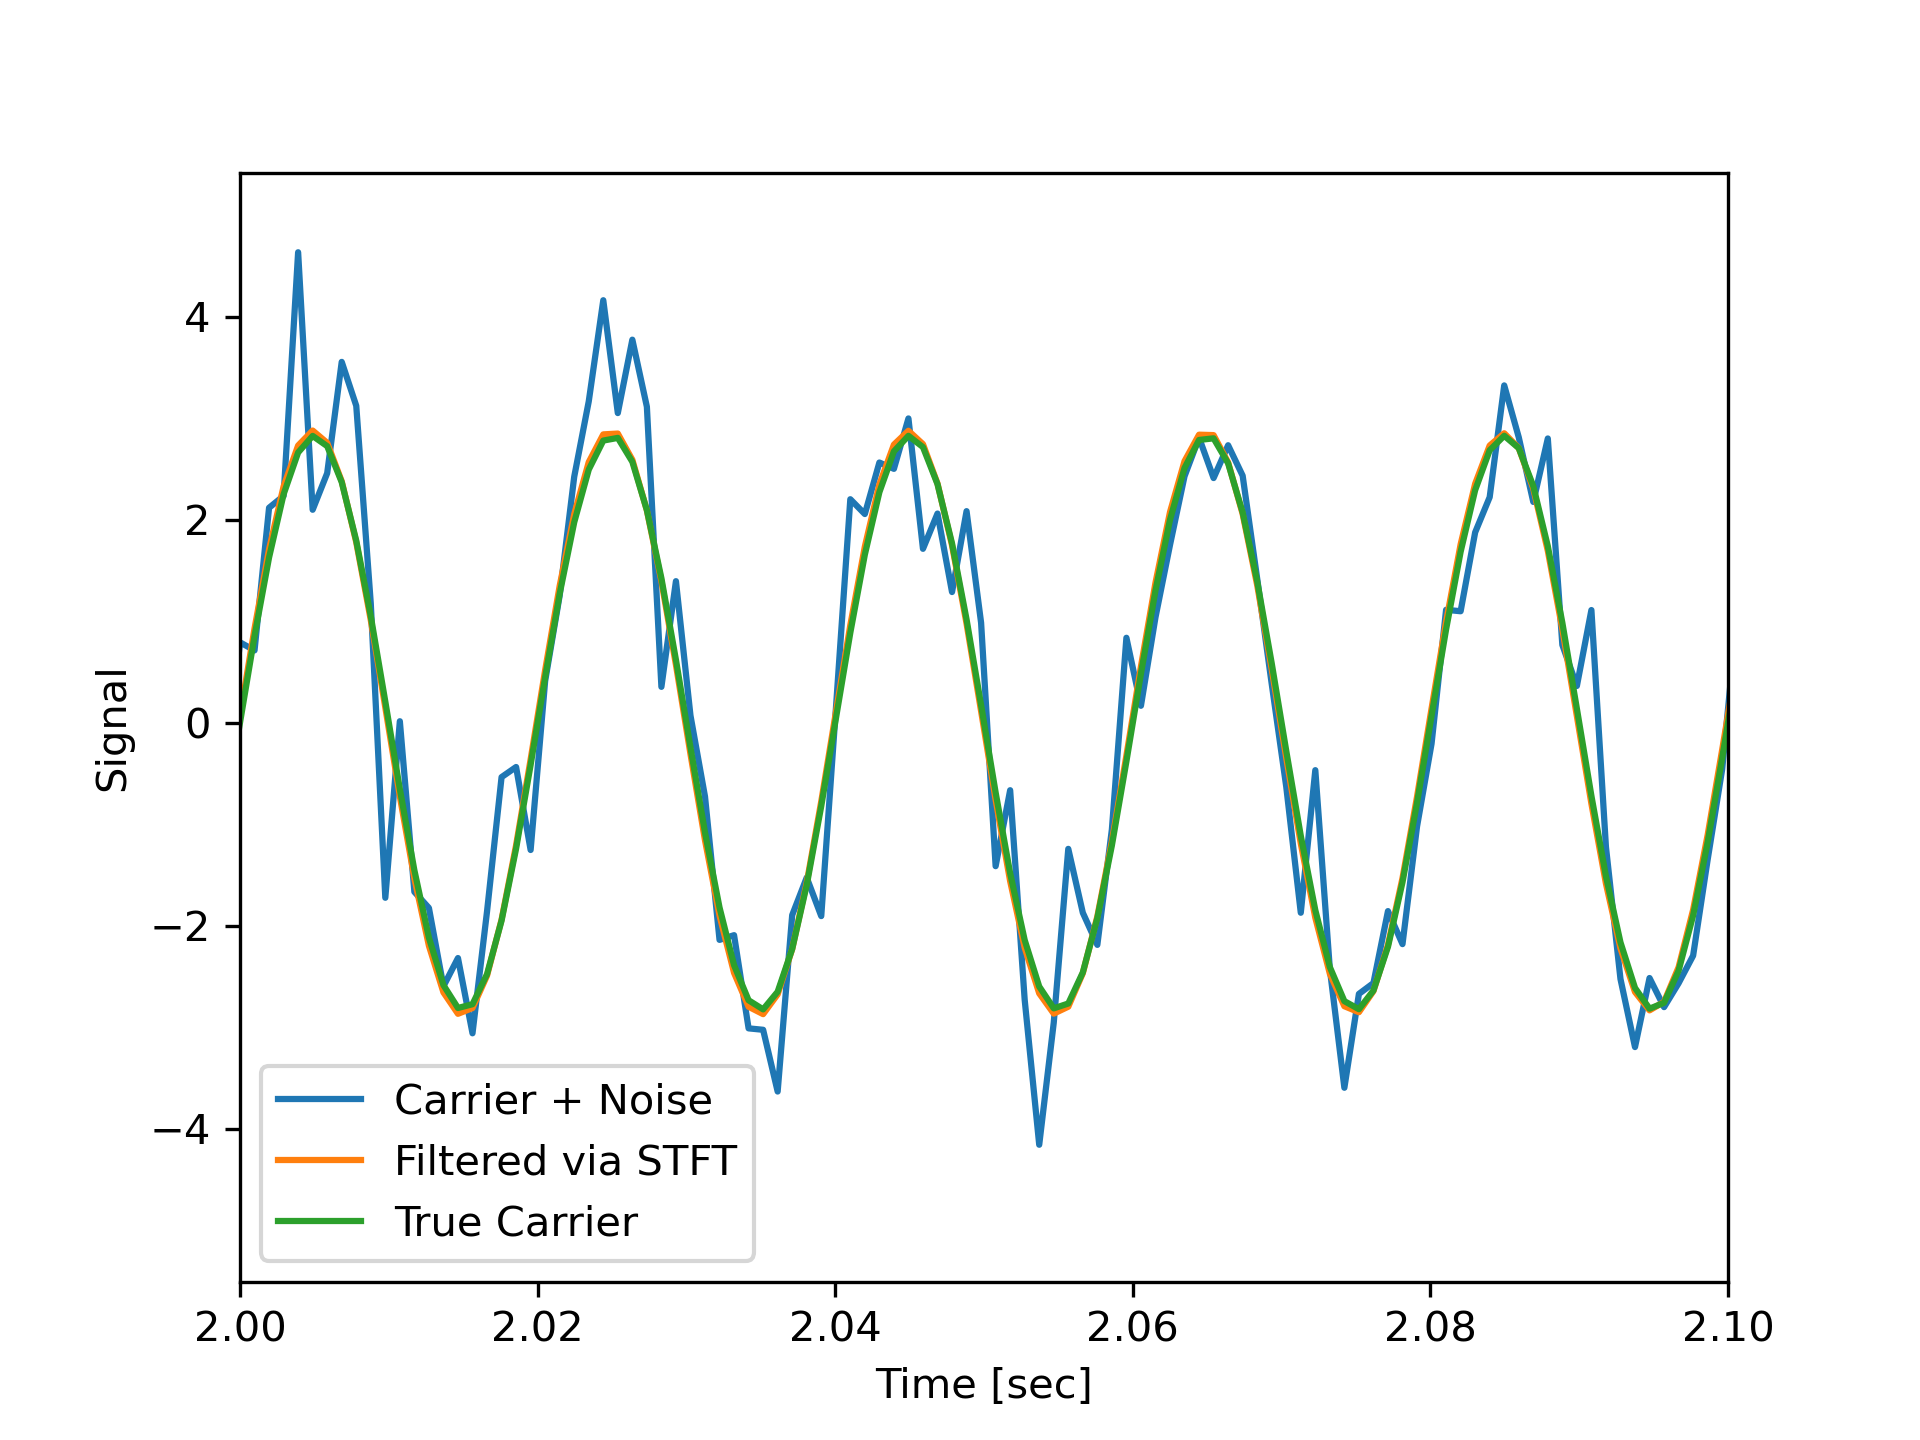 4
2
0
−2
−4
Signal
Carrier + Noise
Filtered via STFT
True Carrier
2.00 2.02 2.04 2.06 2.08 2.10
Time [sec]